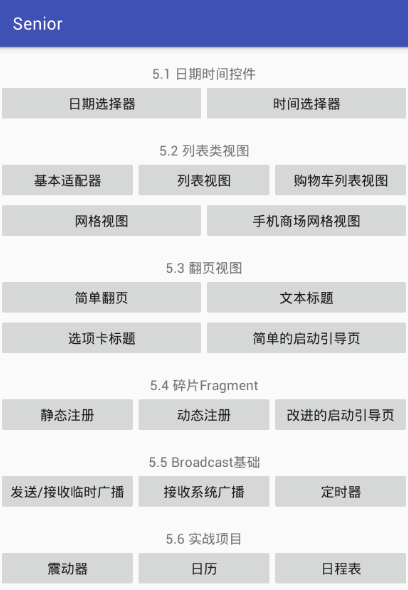 Senior
5.1 日期时间控件
日期选择器 时间选择器
5.2 列表类视图
基本适配器 列表视图 购物车列表视图
网格视图 手机商场网格视图
5.3 翻页视图
简单翻页 文本标题
选项卡标题 简单的启动引导页
5.4 碎片Fragment
静态注册 动态注册 改进的启动引导页
5.5 Broadcast基础
发送/接收临时广播 接收系统广播 定时器
5.6 实战项目
震动器 日历 日程表